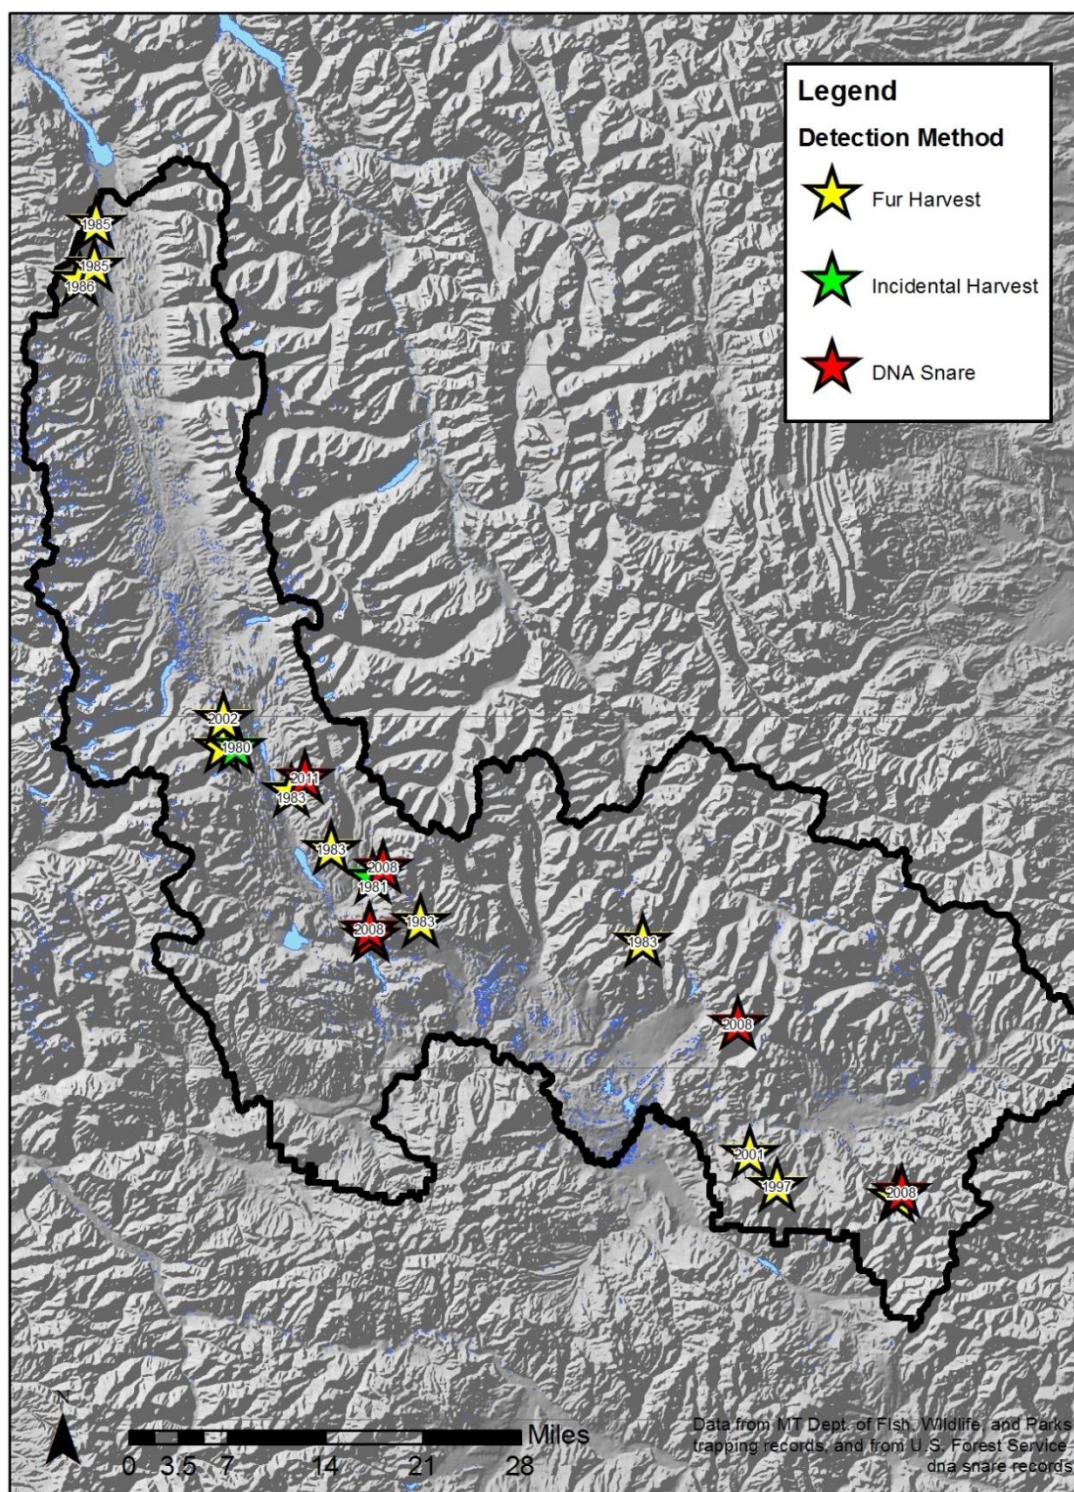 Legend
Detection Method
Fur Harvest
Incidental Harvest
DNA Snare
1985
1985
1986
2002
1980
2011
1983
1983
2008
1981
1983
2008
1983
2008
2001
1997
2008
N
Miles
0 3.5 7 14 21 28
Data from MT Dept. of FIsh, Wildlife, and Parks
trapping records, and from U.S. Forest Service
dna snare records